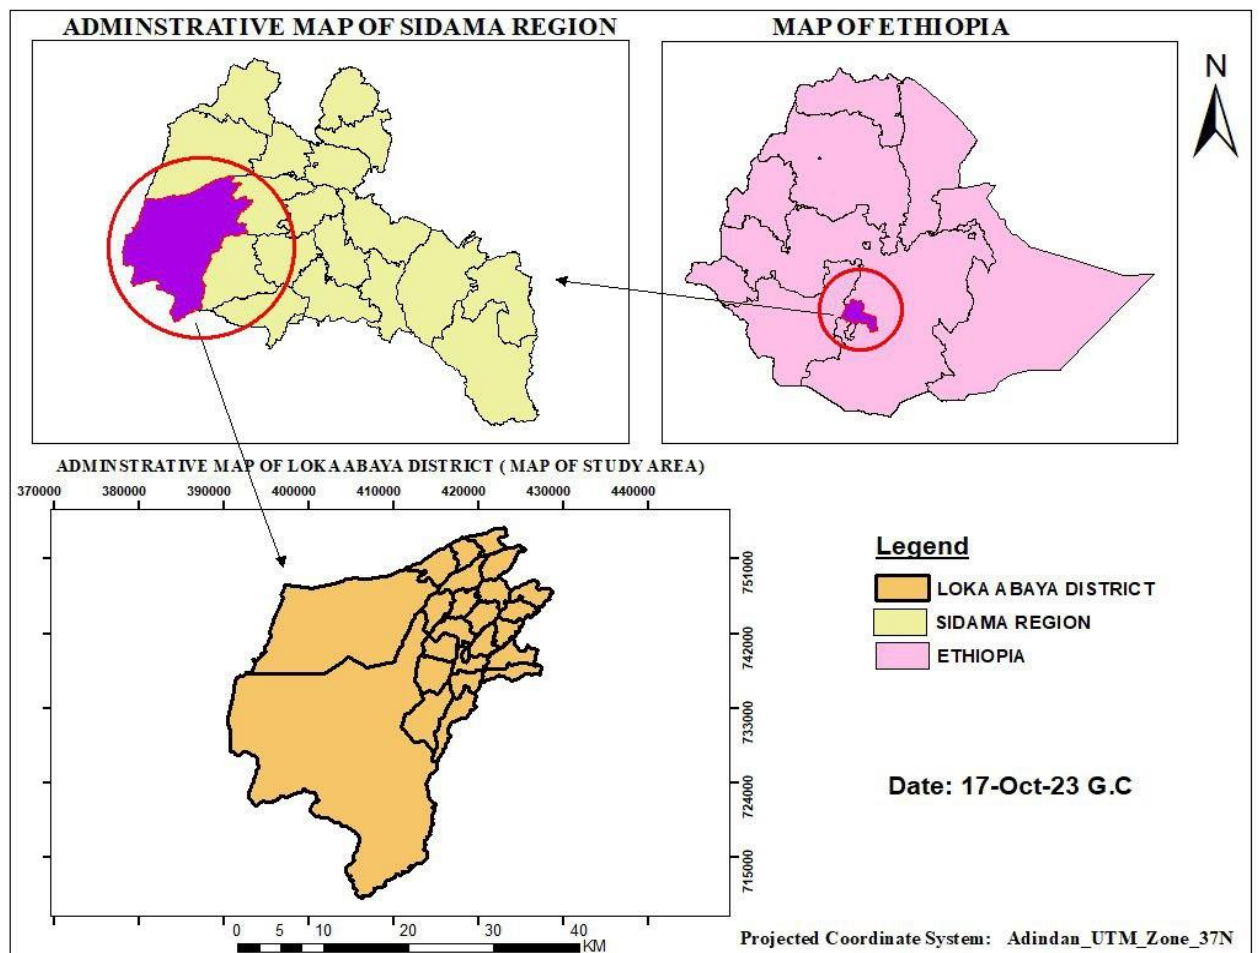 ADMINSTRATIVE MAP OF SIDAMA REGION
MAP OF ETHIOPIA
N
ADMINSTRATIVE MAP OF LOKA ABAYA DISTRICT ( MAP OF STUDY AREA)
370000 380000 390000 400000 410000 420000 430000 440000
751000
742000
733000
724000
715000
Legend
LOKA ABAYA DISTRICT
SIDAMA REGION
ETHIOPIA
Date: 17-Oct-23 G.C
0 5 10 20 30 40
KM
Projected Coordinate System: Adindan_UTM_Zone_37N